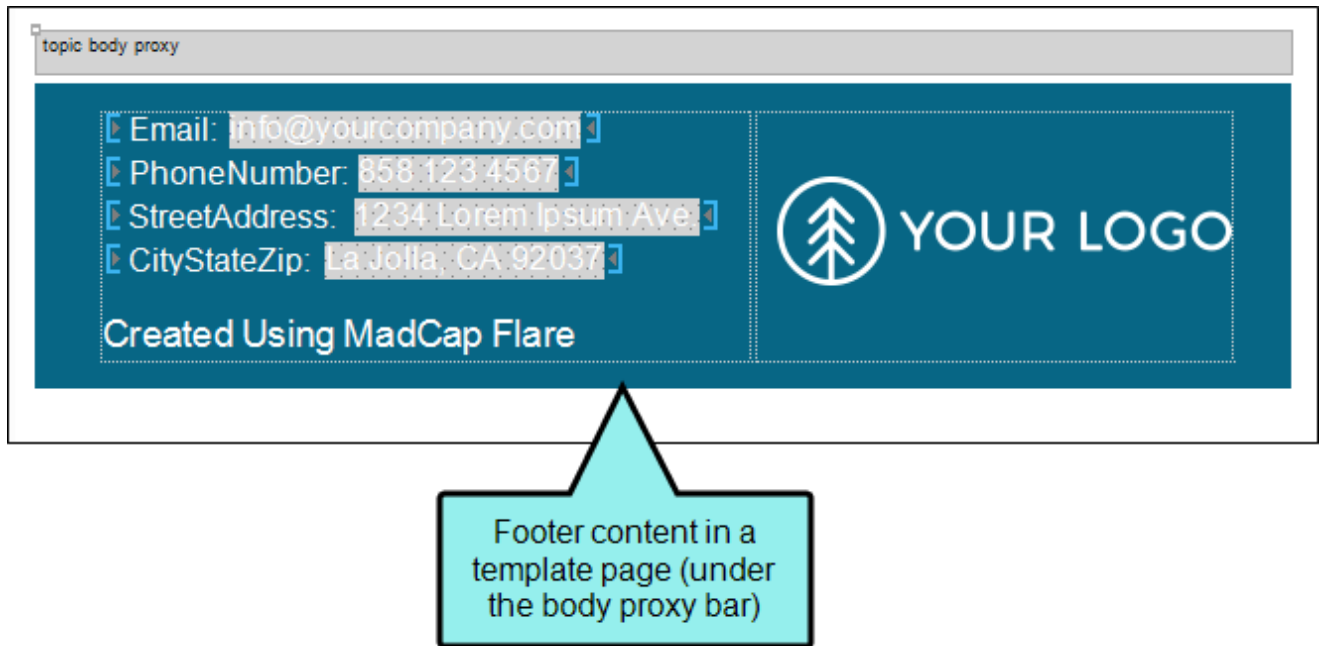 topic body proxy
Email: info@yourcompany.com
PhoneNumber: 858 123 4567
StreetAddress: 1234 Lorem Ipsum Ave.
CityStateZip: La Jolla, CA 92037
YOUR LOGO
Created Using MadCap Flare
Footer content in a
template page (under
the body proxy bar)